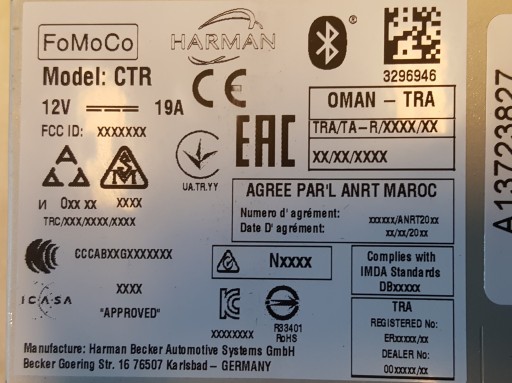 FoMoCo
HARMAN
Model: CTR
12V 19A
FCC ID: XXXXXXX
CE
EAC
3296946
OMAN – TRA
TRA/TA–R/XXXX/XX
XX/XX/XXXX
UA.TR.YY
И 0XX XX XXXX
TRC/XXX/XXXX/XXXX
AGREE PAR'L ANRT MAROC
Numero d'agrément: XXXXXX/ANRT20XX
Date D'agrément: XX/XX/20XX
CCCABXXGXXXXXXX
NXXXX
Complies with
IMDA Standards
DBXXXXX
ICASA
XXXX
"APPROVED"
XXXXXXXX
R33401
RoHS
TRA
REGISTERED No:
ERXXXXX/XX
DEALER No:
00XXXXX/XX
Manufacture: Harman Becker Automotive Systems GmbH
Becker Goering Str. 16 76507 Karlsbad – GERMANY
A13723827